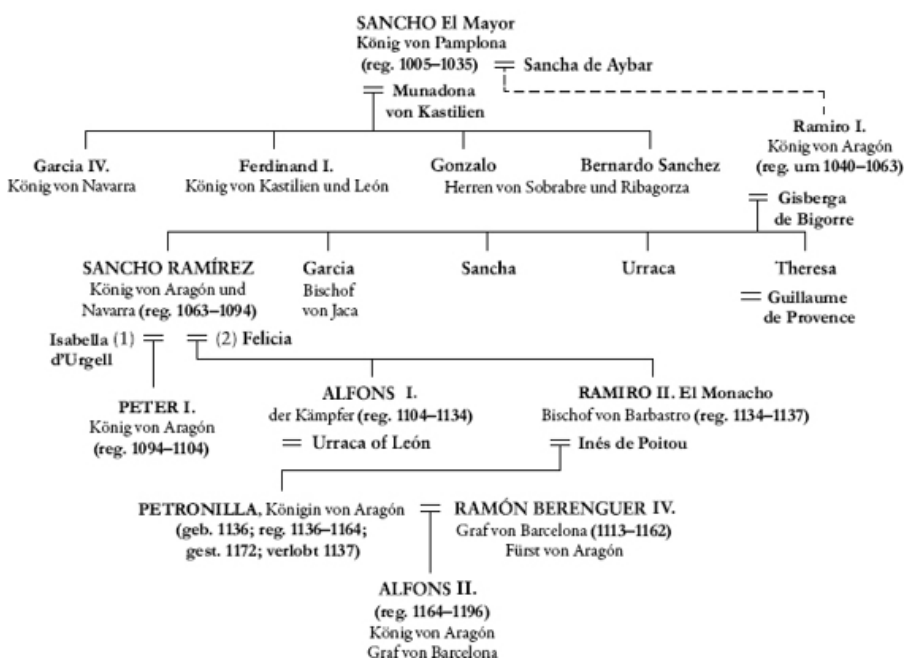 SANCHO El Mayor
König von Pamplona
(reg. 1005–1035) = Sancha de Aybar
= Munadona
von Kastilien
Ramiro I.
König von Aragón
(reg. um 1040–1063)
Garcia IV.
König von Navarra
Ferdinand I.
König von Kastilien und León
Gonzalo Bernardo Sanchez
Herren von Sobrabre und Ribagorza
= Gisberga
de Bigorre
SANCHO RAMÍREZ
König von Aragón und
Navarra (reg. 1063–1094)
Garcia
Bischof
von Jaca
Sancha
Urraca
Theresa
= Guillaume
de Provence
Isabella (1) = = (2) Felicia
d'Urgell
PETER I.
König von Aragón
(reg. 1094–1104)
ALFONS I.
der Kämpfer (reg. 1104–1134)
= Urraca of León
RAMIRO II. El Monacho
Bischof von Barbastro (reg. 1134–1137)
= Inés de Poitou
PETRONILLA, Königin von Aragón
(geb. 1136; reg. 1136–1164;
gest. 1172; verlobt 1137)
= RAMÓN BERENGUER IV.
Graf von Barcelona (1113–1162)
Fürst von Aragón
ALFONS II.
(reg. 1164–1196)
König von Aragón
Graf von Barcelona